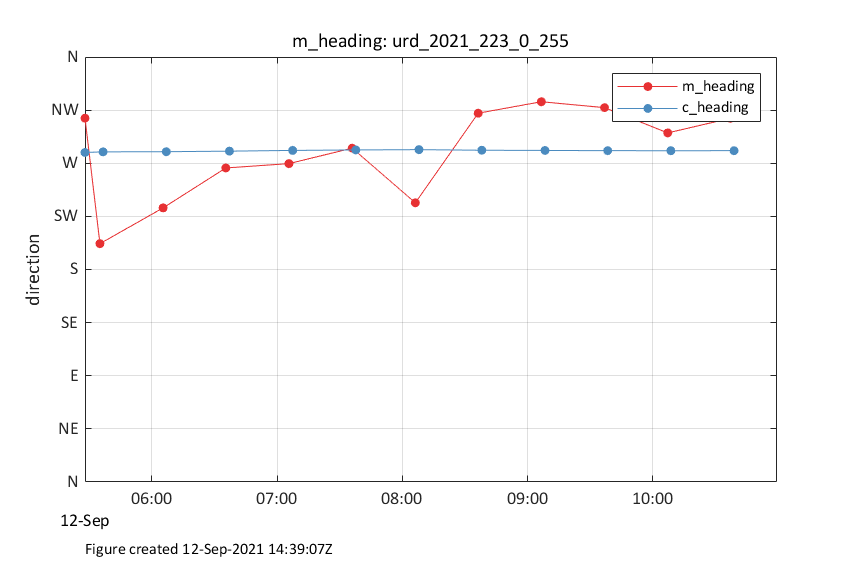 m_heading: urd_2021_223_0_255
N
NW
W
SW
S
SE
E
NE
N
direction
m_heading
c_heading
06:00 07:00 08:00 09:00 10:00
12-Sep
Figure created 12-Sep-2021 14:39:07Z